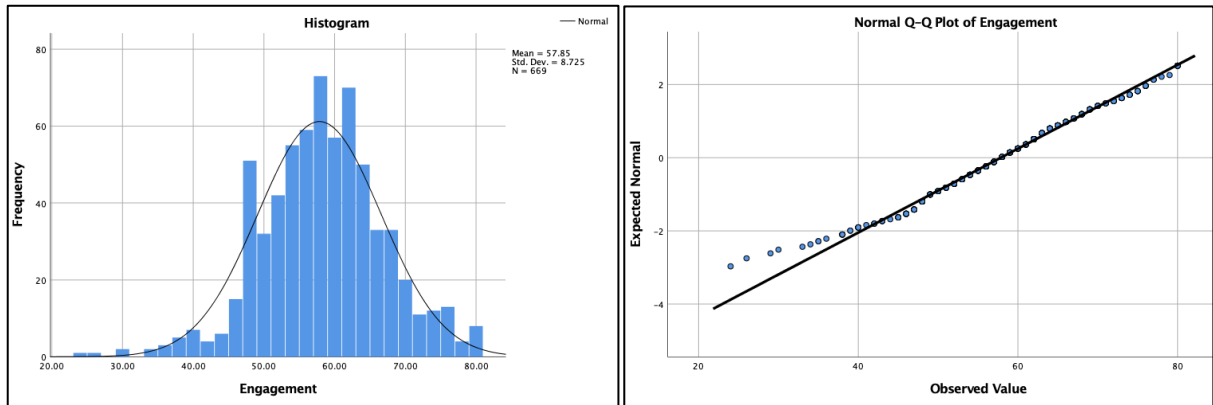 Histogram
Normal
Mean = 57.85
Std. Dev. = 8.725
N = 669
Frequency
80
60
40
20
0
20.00 30.00 40.00 50.00 60.00 70.00 80.00
Engagement
Normal Q-Q Plot of Engagement
Expected Normal
2
0
-2
-4
20 40 60 80
Observed Value